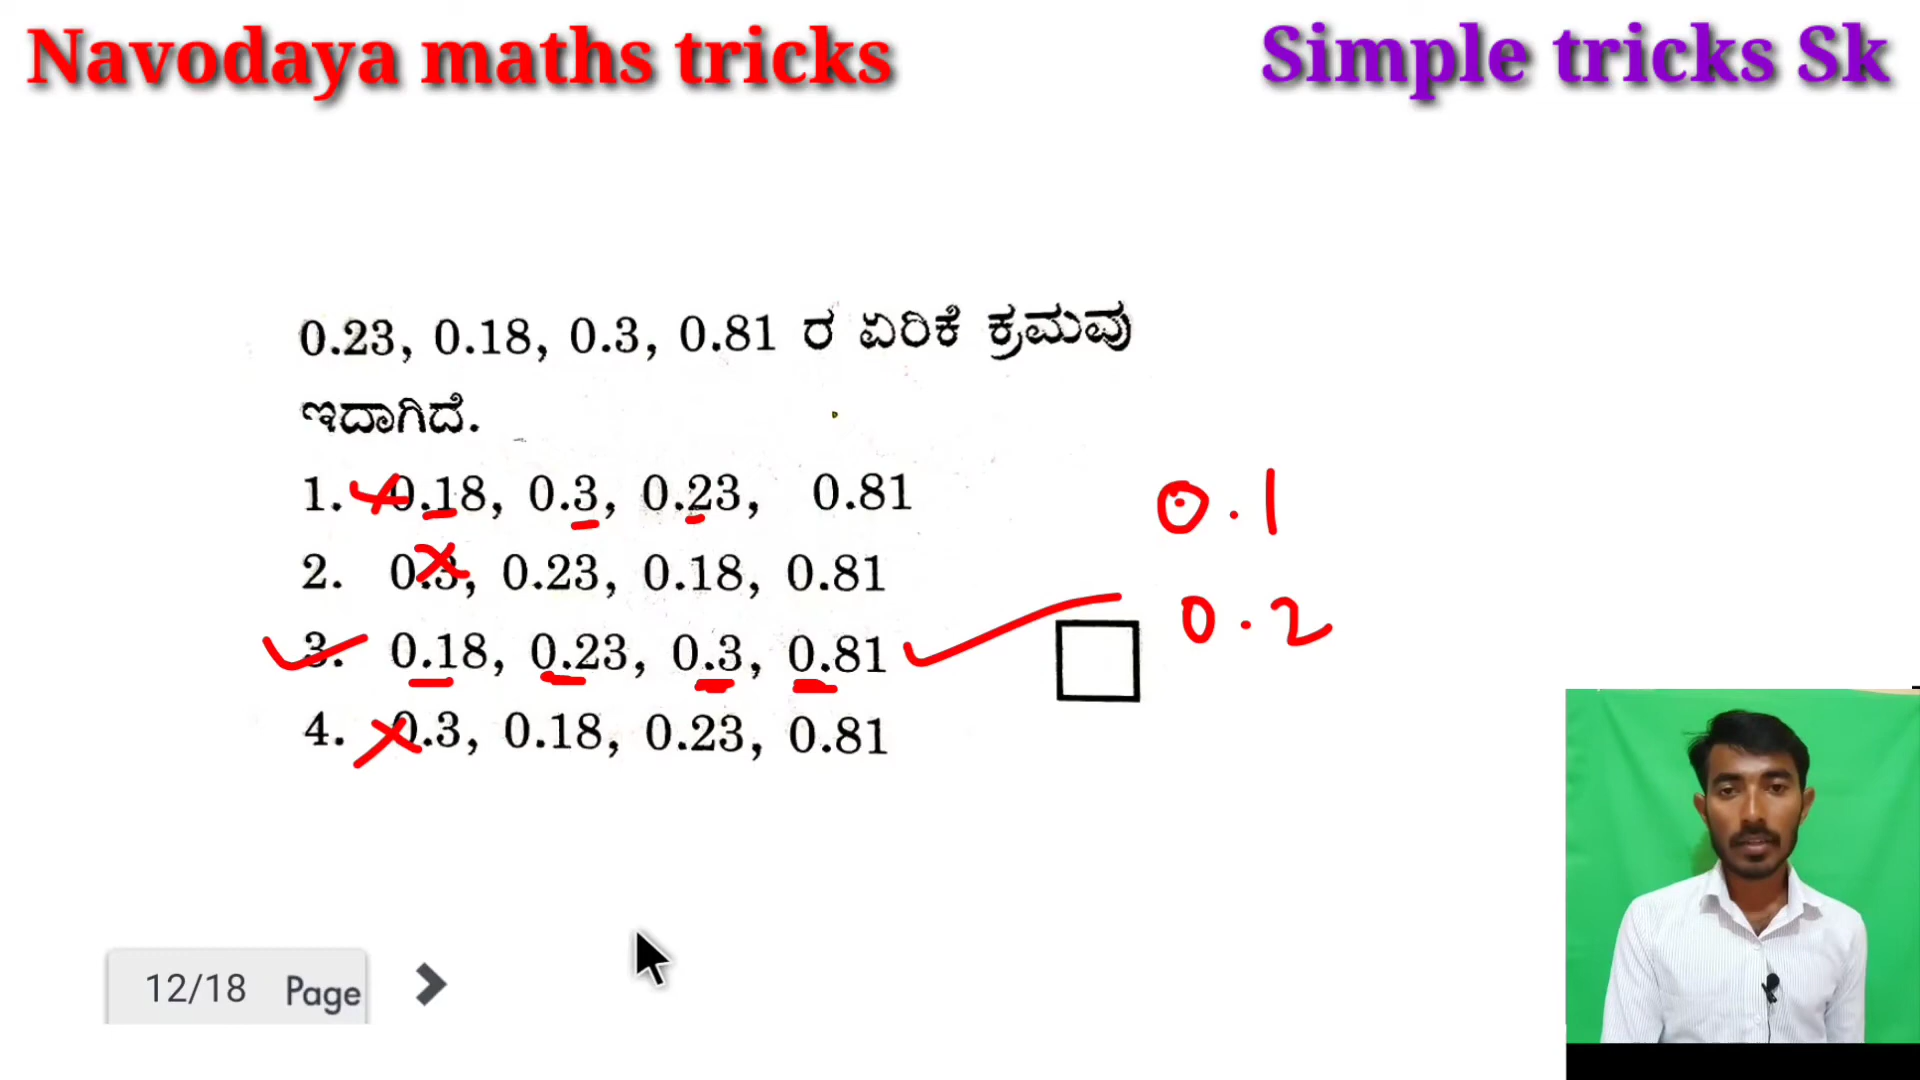 Navodaya maths tricks
Simple tricks Sk
0.23, 0.18, 0.3, 0.81 ರ ಏರಿಕೆ ಕ್ರಮವು
ಇದಾಗಿದೆ.
1. 0.18, 0.3, 0.23, 0.81
2. 0.3, 0.23, 0.18, 0.81
3. 0.18, 0.23, 0.3, 0.81
4. 0.3, 0.18, 0.23, 0.81
0.1
0.2
12/18 Page